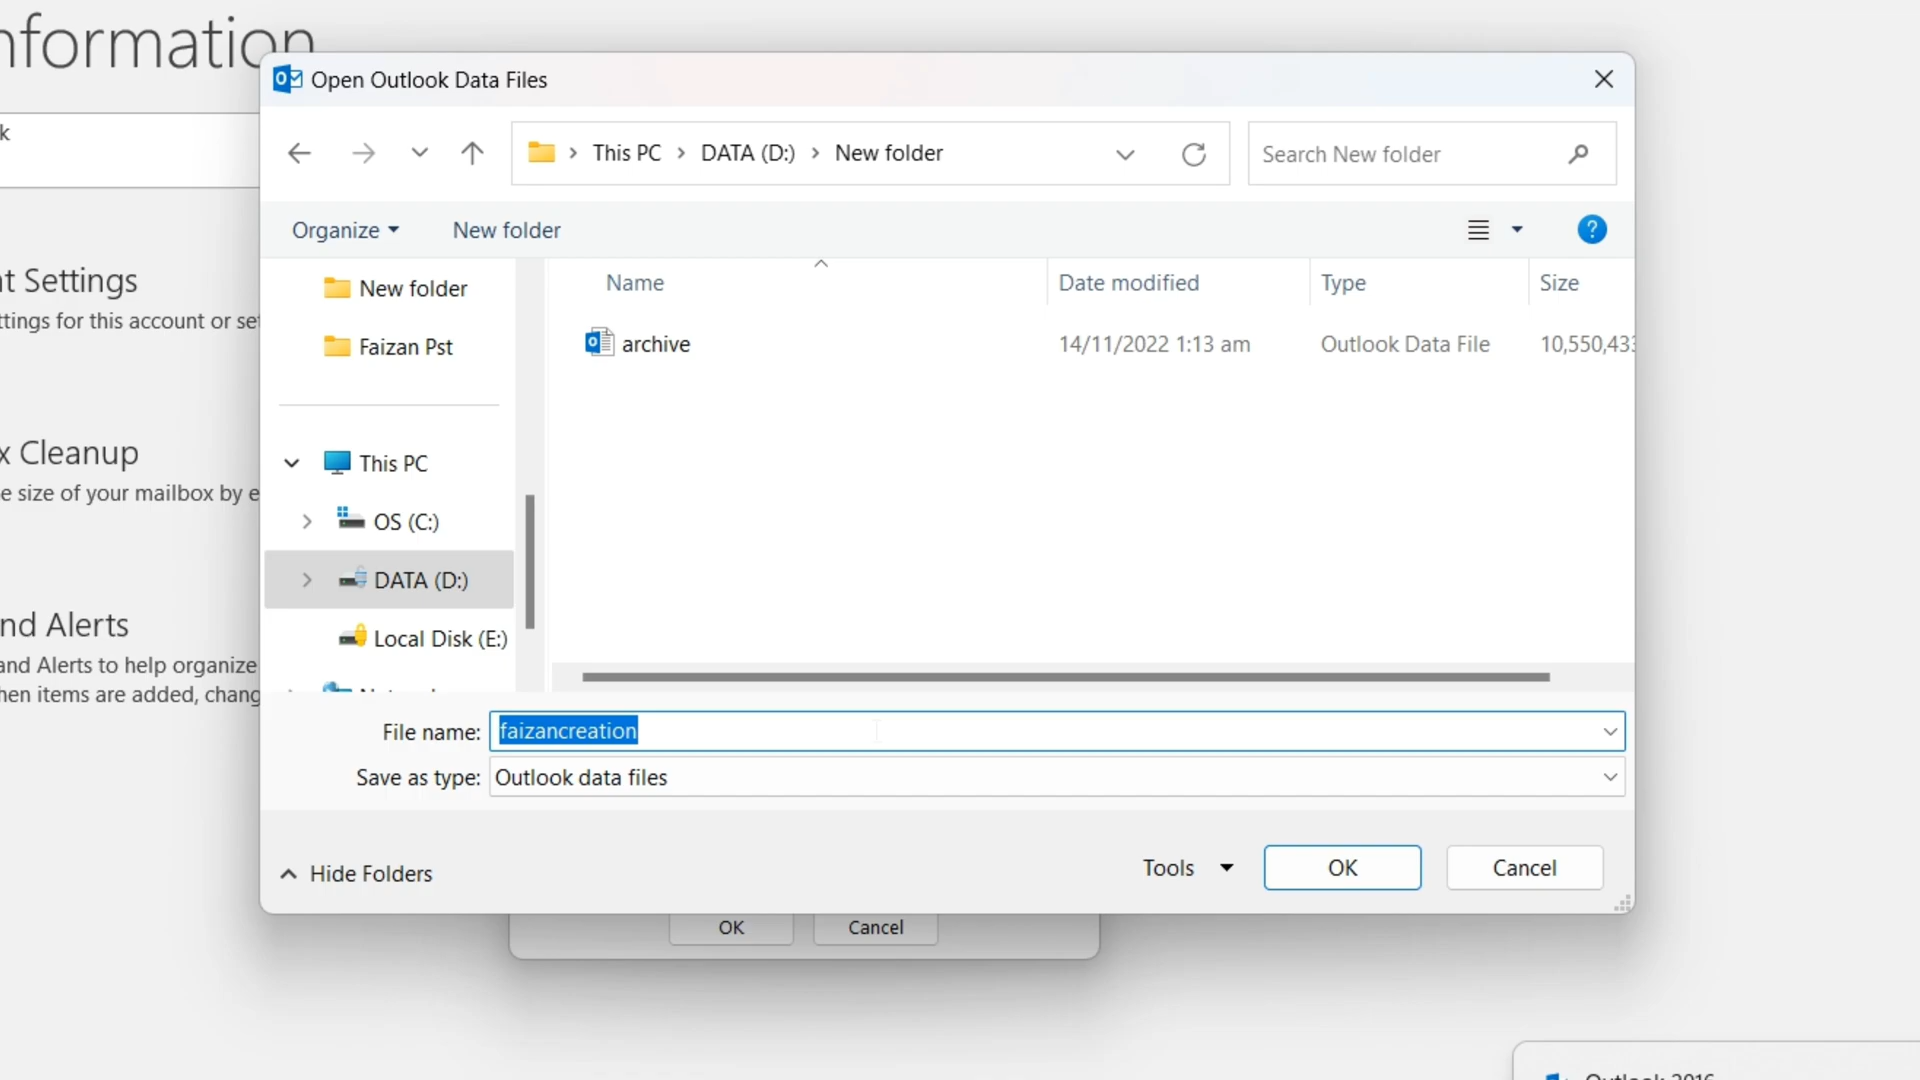 nformation
k
t Settings
ttings for this account or se
x Cleanup
e size of your mailbox by e
nd Alerts
and Alerts to help organize
hen items are added, chang
Open Outlook Data Files
This PC > DATA (D:) > New folder
Search New folder
Organize
New folder
?
New folder
Faizan Pst
This PC
OS (C:)
DATA (D:)
Local Disk (E:)
Name Date modified Type Size
archive 14/11/2022 1:13 am Outlook Data File 10,550,433
File name: faizancreation
Save as type: Outlook data files
Hide Folders
Tools
OK
Cancel
OK
Cancel
Outlook 2016